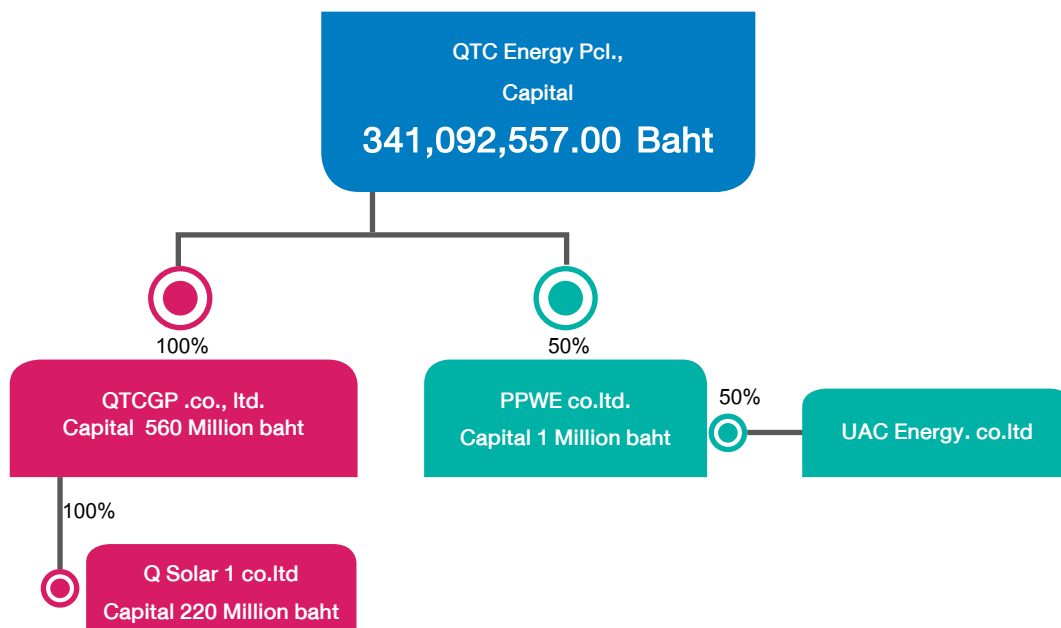 QTC Energy Pcl.,
Capital
341,092,557.00 Baht
100%
50%
QTCGP .co., ltd.
Capital 560 Million baht
PPWE co.ltd.
Capital 1 Million baht
50%
UAC Energy. co.ltd
100%
Q Solar 1 co.ltd
Capital 220 Million baht